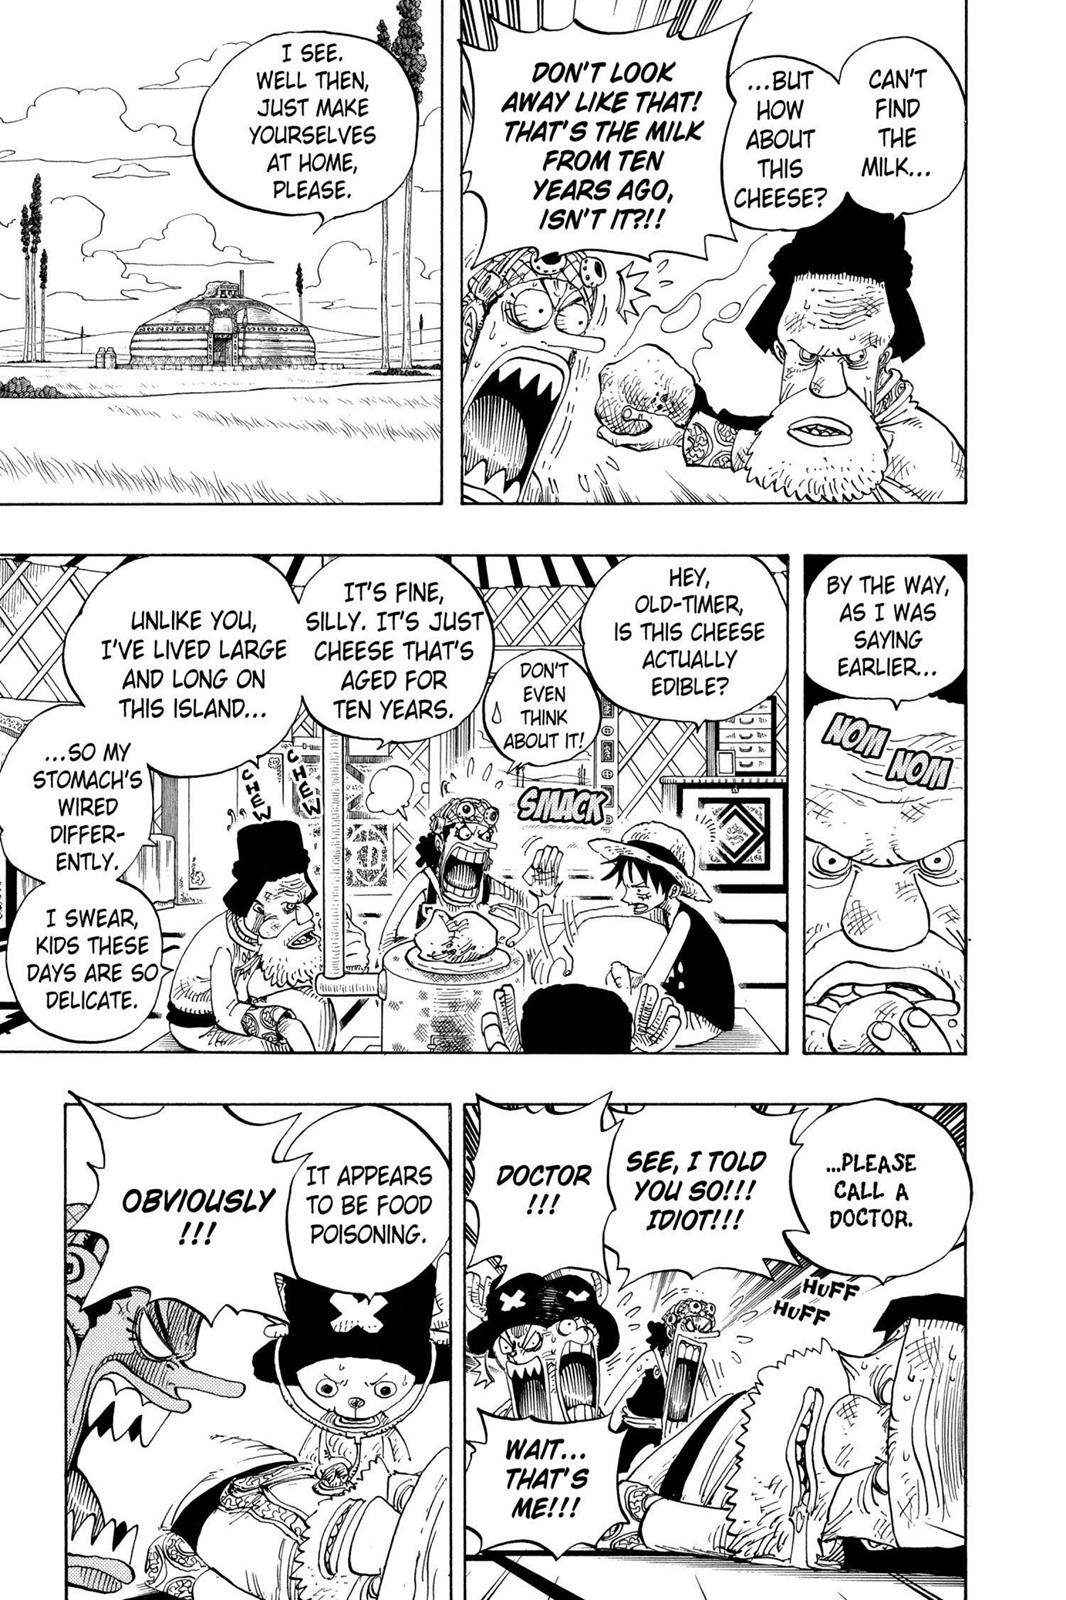 CAN'T
FIND
THE
MILK...
...BUT
HOW
ABOUT
THIS
CHEESE?
DON'T LOOK
AWAY LIKE THAT!
THAT'S THE MILK
FROM TEN
YEARS AGO,
ISN'T IT?!!
I SEE.
WELL THEN,
JUST MAKE
YOURSELVES
AT HOME,
PLEASE.
BY THE WAY,
AS I WAS
SAYING
EARLIER...
NOM
NOM
HEY,
OLD-TIMER,
IS THIS CHEESE
ACTUALLY
EDIBLE?
DON'T
EVEN
THINK
ABOUT IT!
SMACK
IT'S FINE,
SILLY. IT'S JUST
CHEESE THAT'S
AGED FOR
TEN YEARS.
CHEW
CHEW
UNLIKE YOU,
I'VE LIVED LARGE
AND LONG ON
THIS ISLAND...
...SO MY
STOMACH'S
WIRED
DIFFER-
ENTLY.
I SWEAR,
KIDS THESE
DAYS ARE SO
DELICATE.
...PLEASE
CALL A
DOCTOR.
HUFF
HUFF
SEE, I TOLD
YOU SO!!!
IDIOT!!!
DOCTOR
!!!
WAIT...
THAT'S
ME!!!
IT APPEARS
TO BE FOOD
POISONING.
OBVIOUSLY
!!!